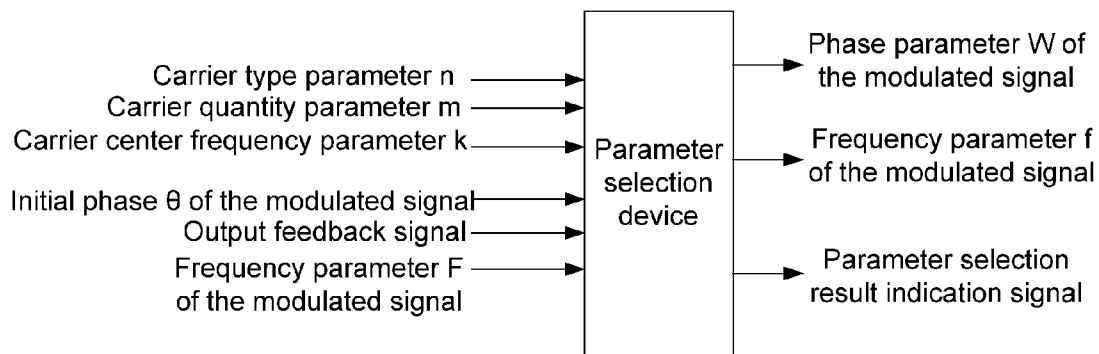 Carrier type parameter n
Carrier quantity parameter m
Carrier center frequency parameter k
Initial phase θ of the modulated signal
Output feedback signal
Frequency parameter F
of the modulated signal
Parameter
selection
device
Phase parameter W of
the modulated signal
Frequency parameter f
of the modulated signal
Parameter selection
result indication signal